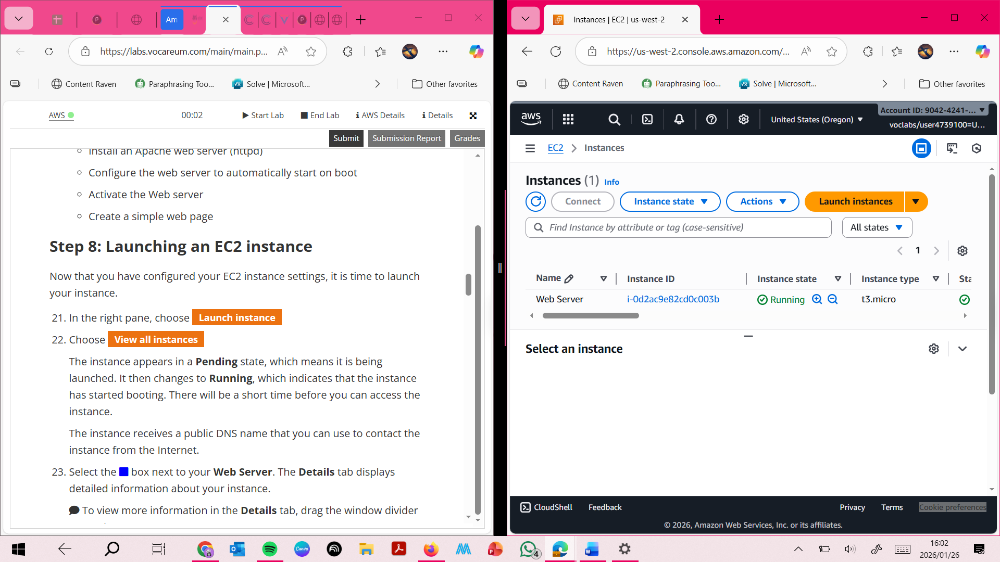 Am
https://labs.vocareum.com/main/main.p...
Content Raven
Paraphrasing Too...
Solve | Microsoft...
Other favorites
AWS
00:02
Start Lab
End Lab
AWS Details
Details
Submit
Submission Report
Grades
Install an Apache web server (httpd)
Configure the web server to automatically start on boot
Activate the Web server
Create a simple web page
Step 8: Launching an EC2 instance
Now that you have configured your EC2 instance settings, it is time to launch
your instance.
21. In the right pane, choose Launch instance
22. Choose View all instances
The instance appears in a Pending state, which means it is being
launched. It then changes to Running, which indicates that the instance
has started booting. There will be a short time before you can access the
instance.
The instance receives a public DNS name that you can use to contact the
instance from the Internet.
23. Select the box next to your Web Server. The Details tab displays
detailed information about your instance.
To view more information in the Details tab, drag the window divider
Instances | EC2 | us-west-2
https://us-west-2.console.aws.amazon.com/...
Content Raven
Paraphrasing Too...
Solve | Microsoft...
Other favorites
aws
United States (Oregon)
Account ID: 9042-4241-...
voclabs/user4739100=U...
EC2
Instances
Instances (1) Info
Connect
Instance state
Actions
Launch instances
Find Instance by attribute or tag (case-sensitive)
All states
1
Name
Instance ID
Instance state
Instance type
Sta
Web Server
i-0d2ac9e82cd0c003b
Running
t3.micro
Select an instance
CloudShell
Feedback
Privacy
Terms
Cookie preferences
© 2026, Amazon Web Services, Inc. or its affiliates.
Canva
4
16:02
2026/01/26